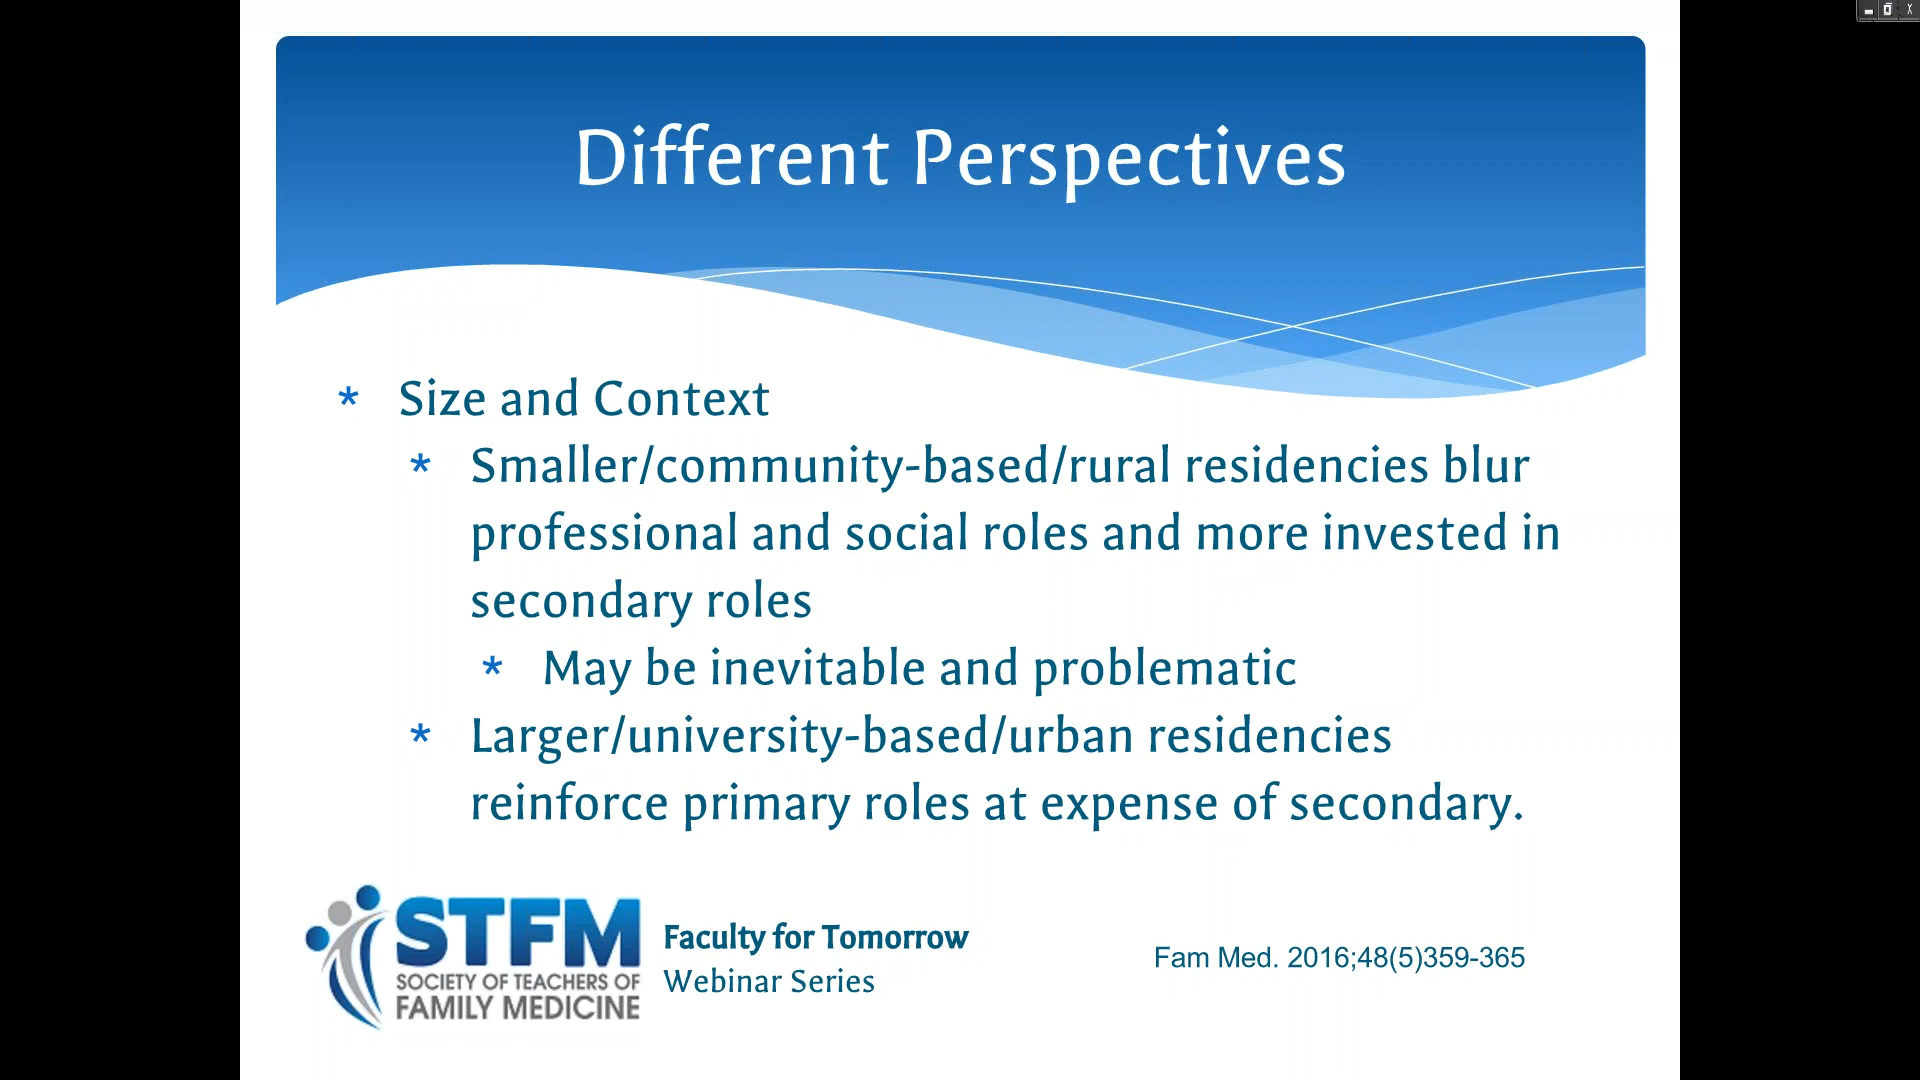 Different Perspectives
* Size and Context
* Smaller/community-based/rural residencies blur
professional and social roles and more invested in
secondary roles
* May be inevitable and problematic
* Larger/university-based/urban residencies
reinforce primary roles at expense of secondary.
STFM
SOCIETY OF TEACHERS OF
FAMILY MEDICINE
Faculty for Tomorrow
Webinar Series
Fam Med. 2016;48(5)359-365